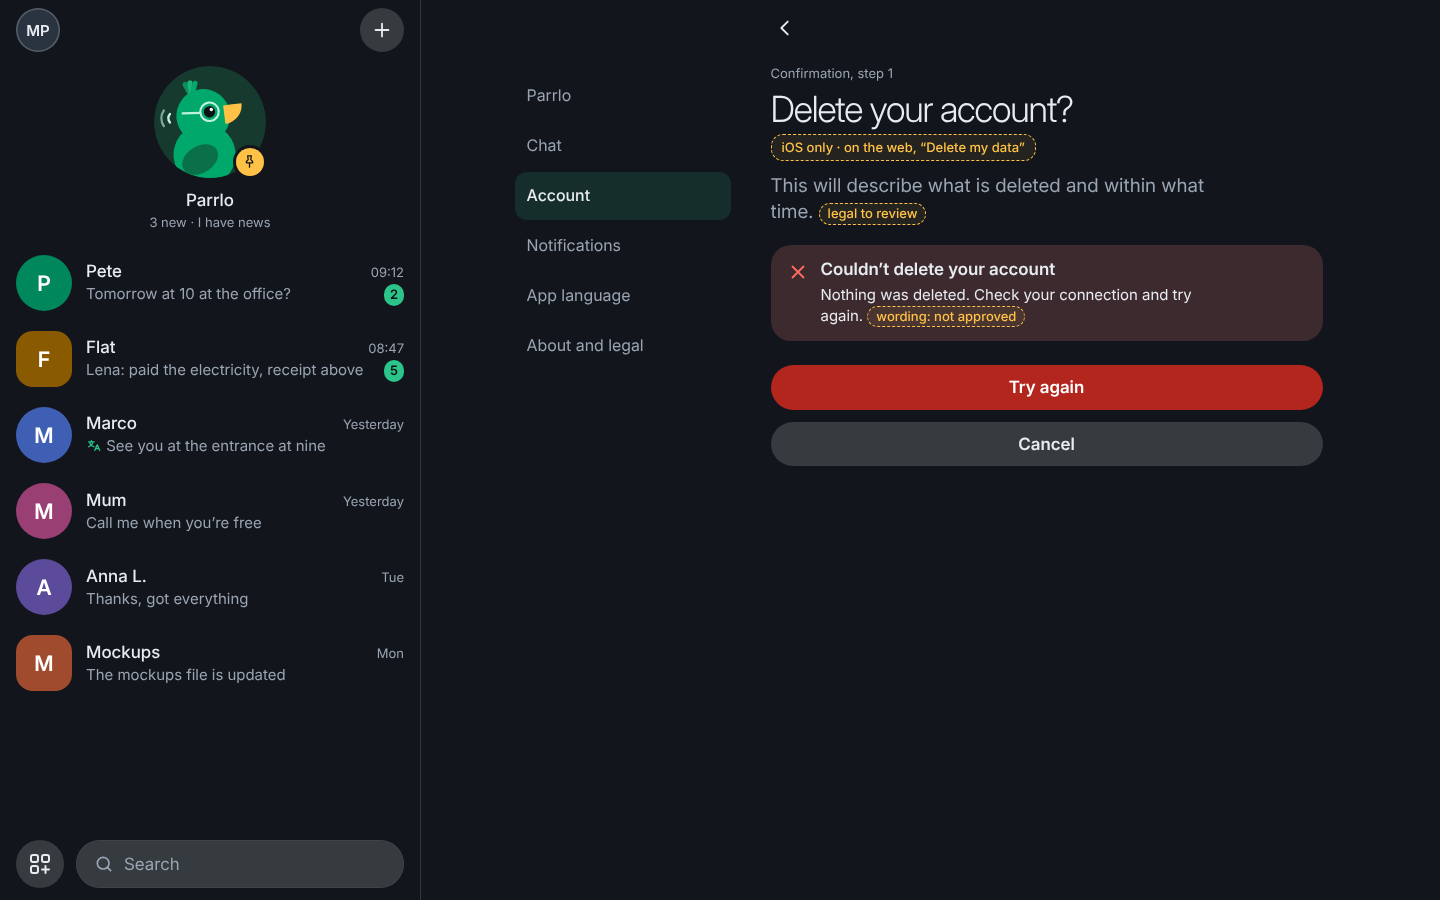 MP
Parrlo
3 new · I have news
P
Pete
09:12
Tomorrow at 10 at the office?
2
F
Flat
08:47
Lena: paid the electricity, receipt above
5
M
Marco
Yesterday
See you at the entrance at nine
M
Mum
Yesterday
Call me when you’re free
A
Anna L.
Tue
Thanks, got everything
M
Mockups
Mon
The mockups file is updated
Search
Parrlo
Chat
Account
Notifications
App language
About and legal
Confirmation, step 1
Delete your account?
iOS only · on the web, “Delete my data”
This will describe what is deleted and within what
time. legal to review
Couldn’t delete your account
Nothing was deleted. Check your connection and try
again. wording: not approved
Try again
Cancel